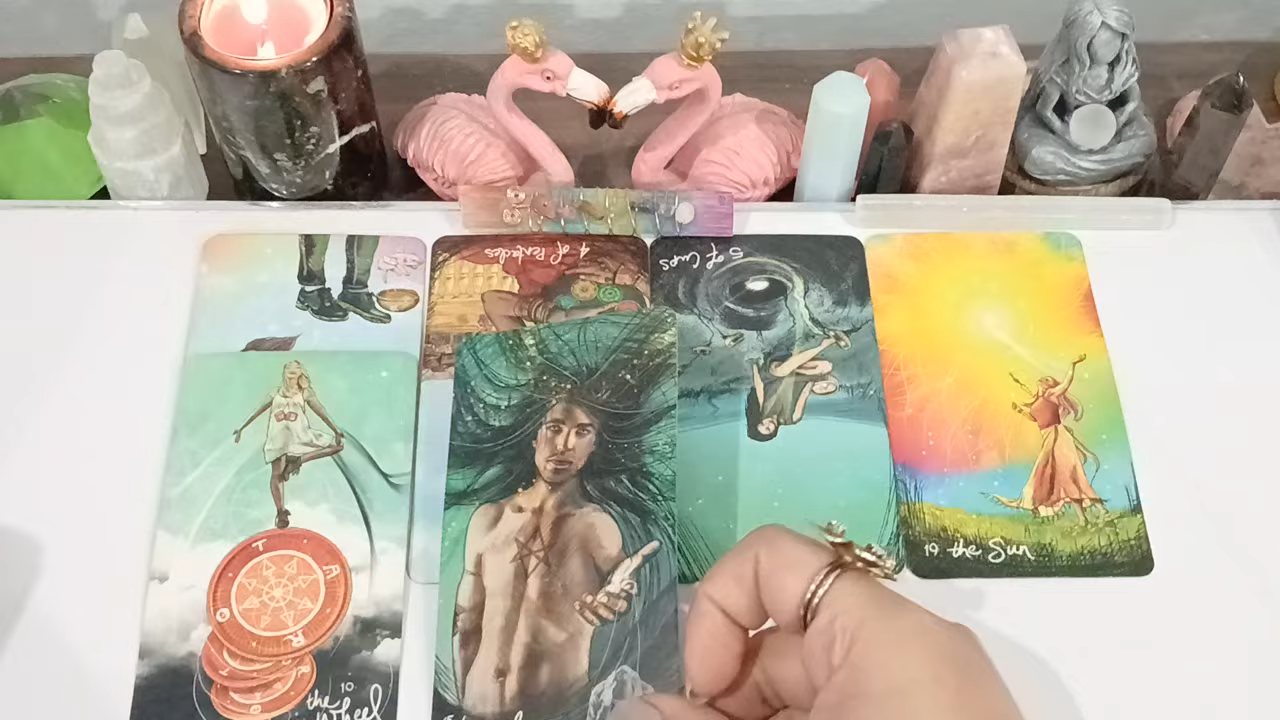 4 of Pentacles
5 of Cups
19 the Sun
T
A
R
O
10
the
Wheel